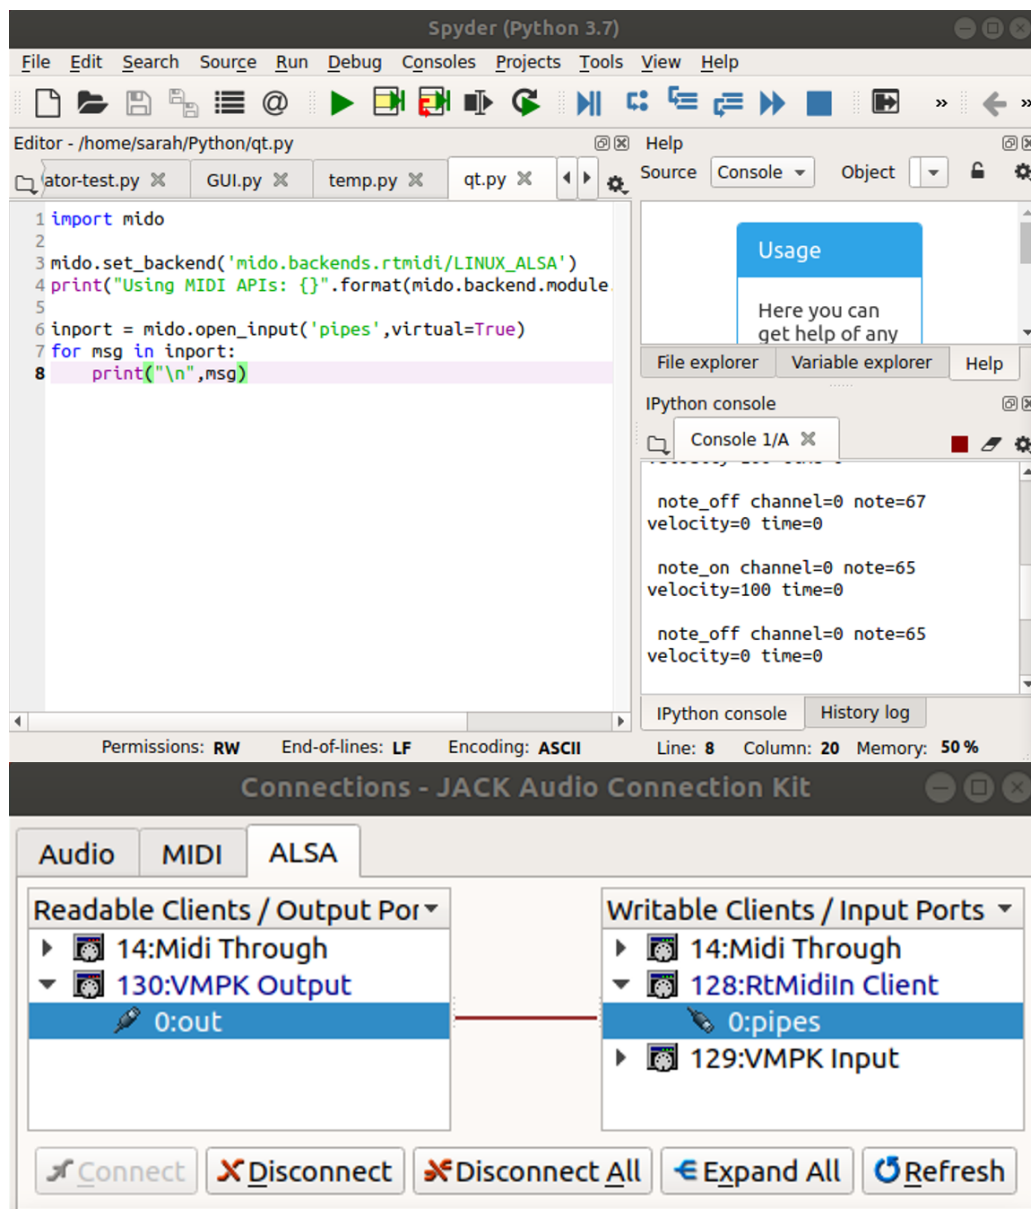 Spyder (Python 3.7)
File Edit Search Source Run Debug Consoles Projects Tools View Help
Editor - /home/sarah/Python/qt.py
ator-test.py GUI.py temp.py qt.py
1 import mido
2
3 mido.set_backend('mido.backends.rtmidi/LINUX_ALSA')
4 print("Using MIDI APIs: {}".format(mido.backend.module.
5
6 inport = mido.open_input('pipes',virtual=True)
7 for msg in inport:
8 print("\n",msg)
Help
Source Console Object
Usage
Here you can
get help of any
File explorer Variable explorer Help
IPython console
Console 1/A
note_off channel=0 note=67
velocity=0 time=0
note_on channel=0 note=65
velocity=100 time=0
note_off channel=0 note=65
velocity=0 time=0
IPython console History log
Permissions: RW End-of-lines: LF Encoding: ASCII Line: 8 Column: 20 Memory: 50 %
Connections - JACK Audio Connection Kit
Audio MIDI ALSA
Readable Clients / Output Por
14:Midi Through
130:VMPK Output
0:out
Writable Clients / Input Ports
14:Midi Through
128:RtMidiIn Client
0:pipes
129:VMPK Input
Connect Disconnect Disconnect All Expand All Refresh